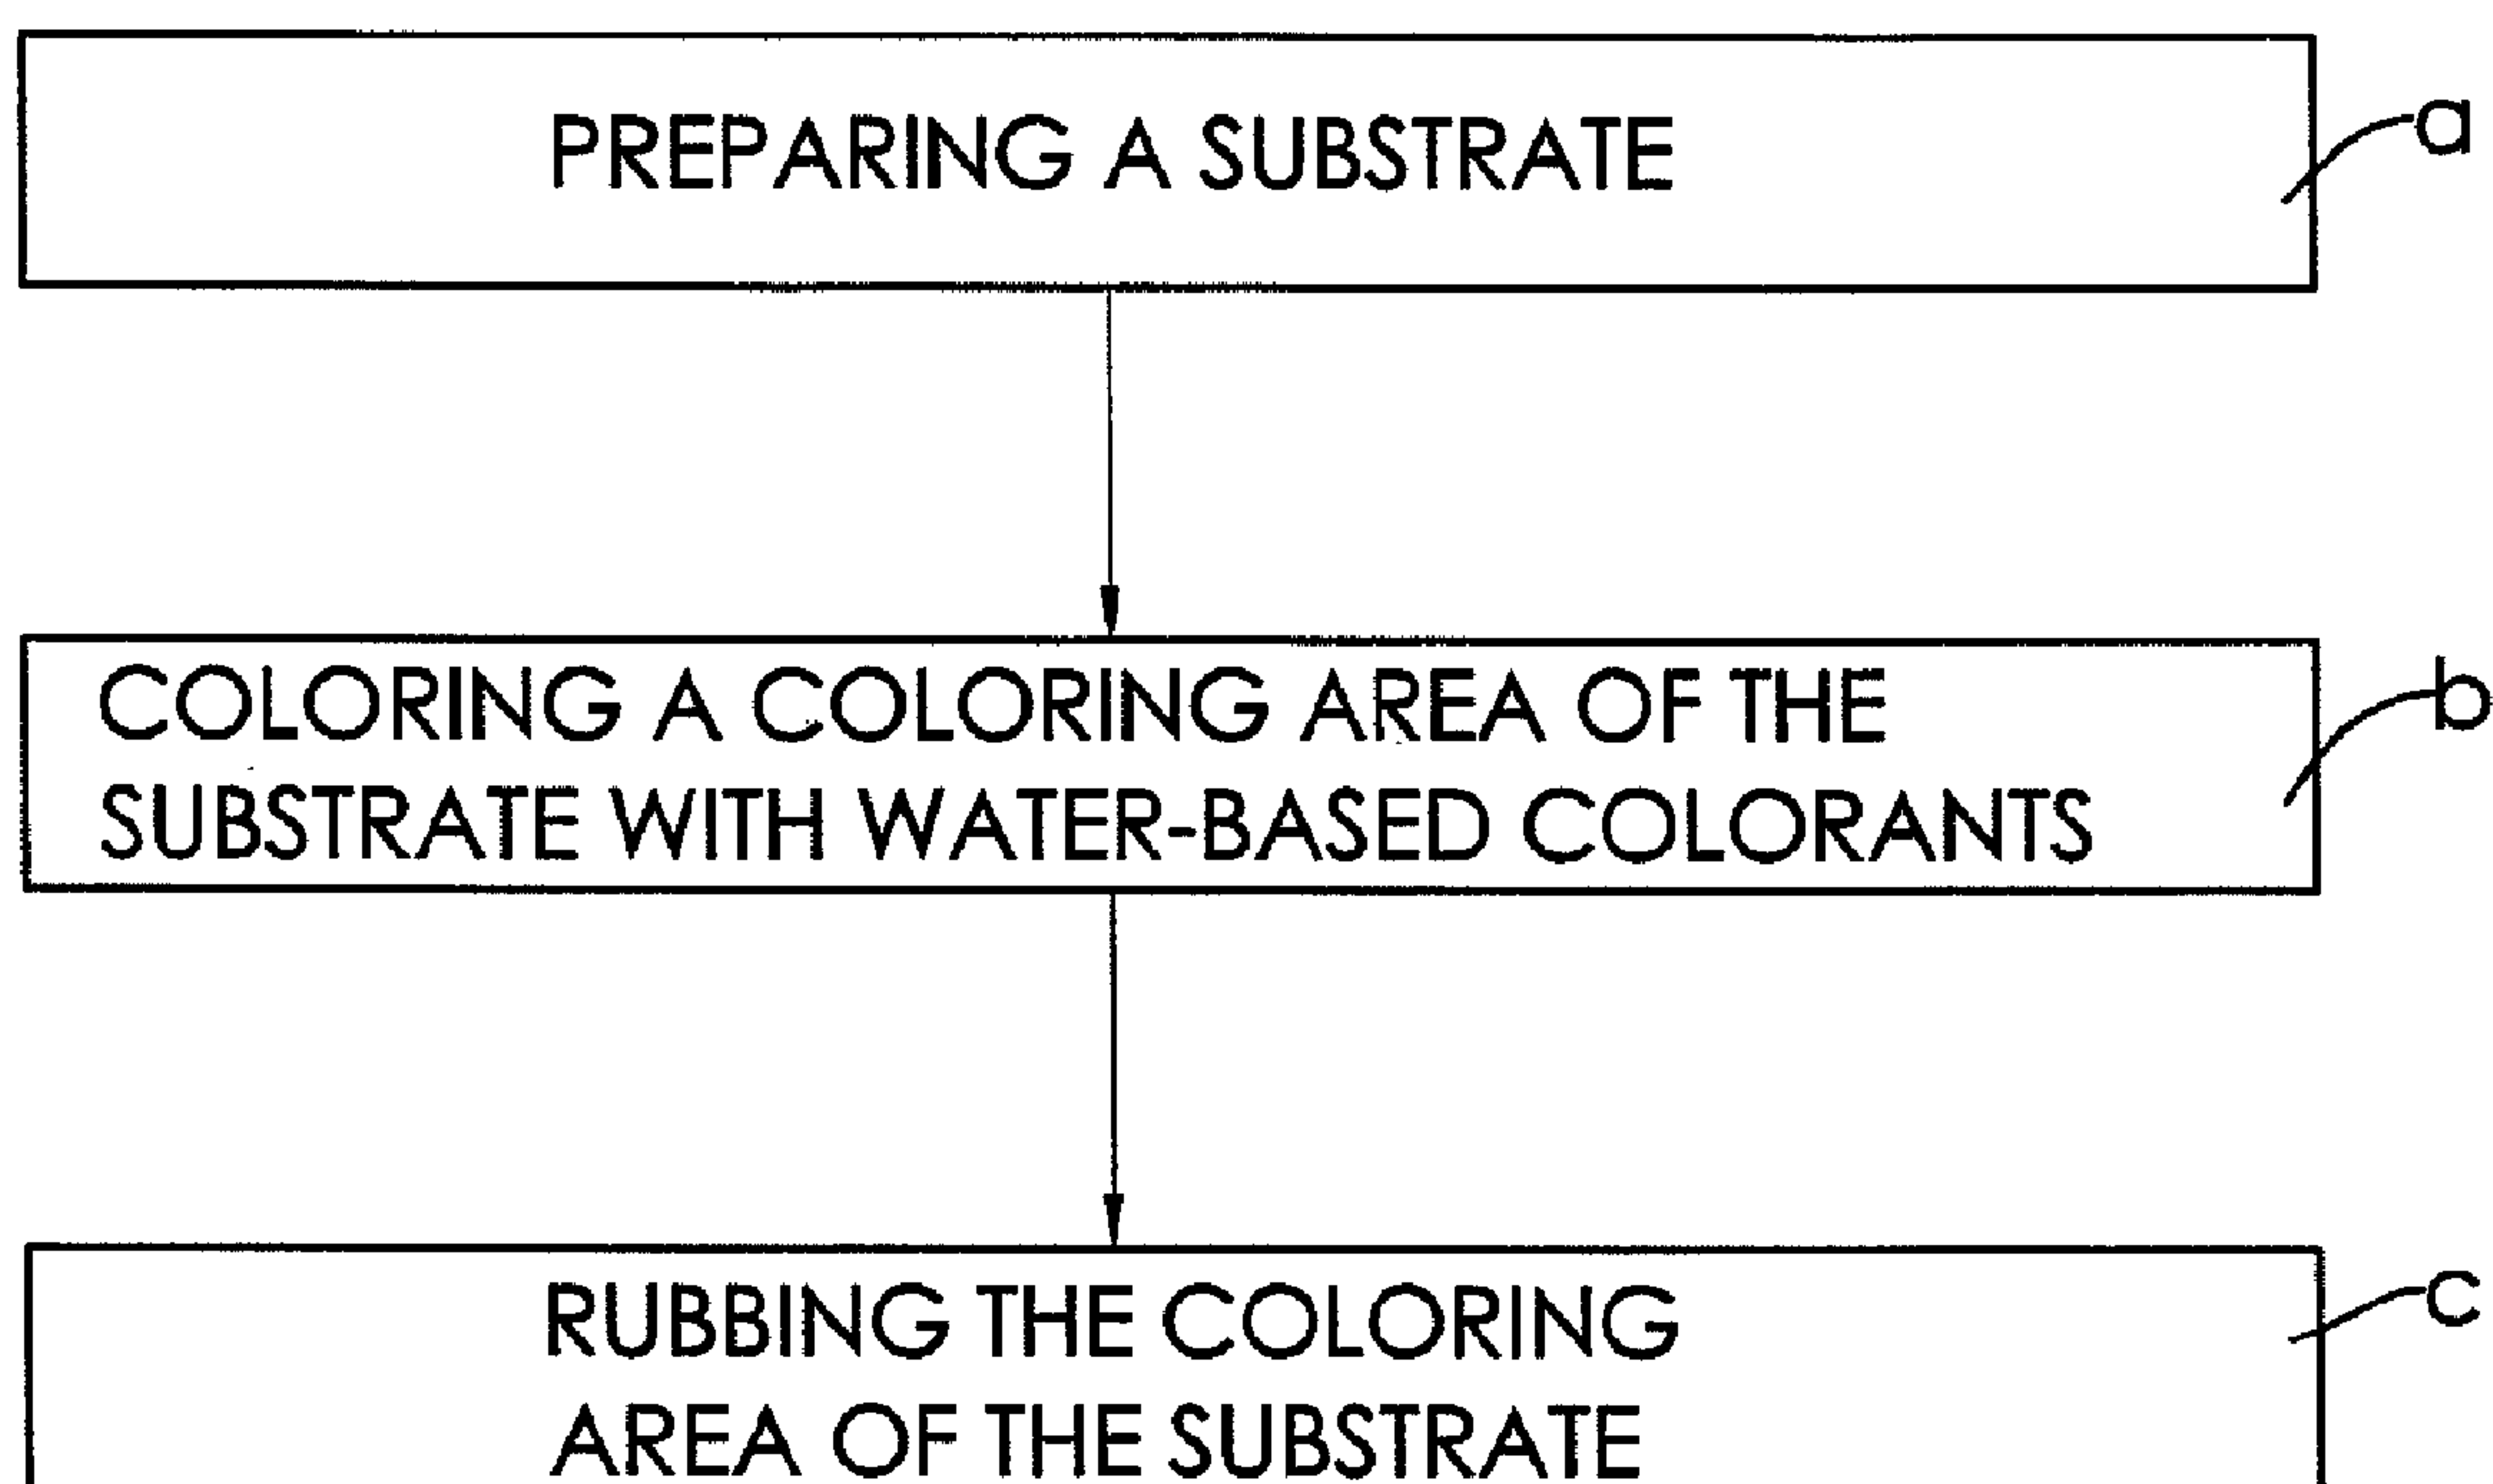 PREPARING A SUBSTRATE
a
COLORING A COLORING AREA OF THE
SUBSTRATE WITH WATER-BASED COLORANTS
b
RUBBING THE COLORING
AREA OF THE SUBSTRATE
c